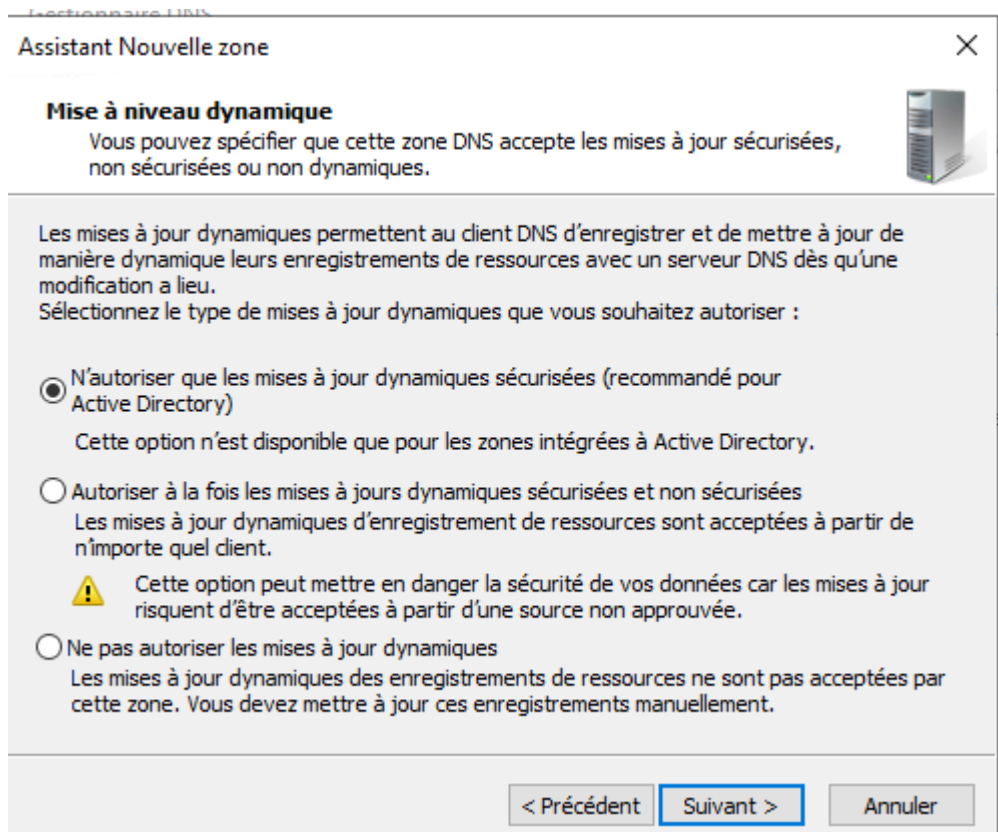 Gestionnaire DNS
Assistant Nouvelle zone
Mise à niveau dynamique
Vous pouvez spécifier que cette zone DNS accepte les mises à jour sécurisées,
non sécurisées ou non dynamiques.
Les mises à jour dynamiques permettent au client DNS d’enregistrer et de mettre à jour de
manière dynamique leurs enregistrements de ressources avec un serveur DNS dès qu’une
modification a lieu.
Sélectionnez le type de mises à jour dynamiques que vous souhaitez autoriser :
N’autoriser que les mises à jour dynamiques sécurisées (recommandé pour
Active Directory)
Cette option n’est disponible que pour les zones intégrées à Active Directory.
Autoriser à la fois les mises à jours dynamiques sécurisées et non sécurisées
Les mises à jour dynamiques d’enregistrement de ressources sont acceptées à partir de
n’importe quel client.
Cette option peut mettre en danger la sécurité de vos données car les mises à jour
risquent d’être acceptées à partir d’une source non approuvée.
Ne pas autoriser les mises à jour dynamiques
Les mises à jour dynamiques des enregistrements de ressources ne sont pas acceptées par
cette zone. Vous devez mettre à jour ces enregistrements manuellement.
< Précédent Suivant > Annuler